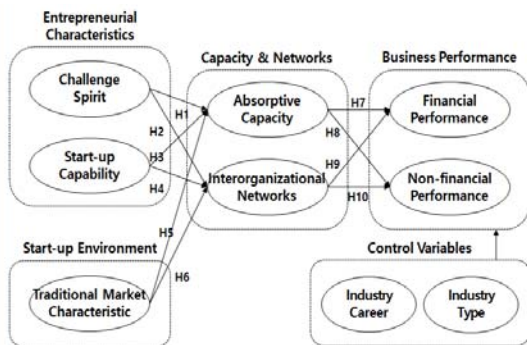 Entrepreneurial
Characteristics
Challenge
Spirit
Start-up
Capability
Start-up Environment
Traditional Market
Characteristic
H1
H2
H3
H4
H5
H6
Capacity & Networks
Absorptive
Capacity
Interorganizational
Networks
H7
H8
H9
H10
Business Performance
Financial
Performance
Non-financial
Performance
Control Variables
Industry
Career
Industry
Type